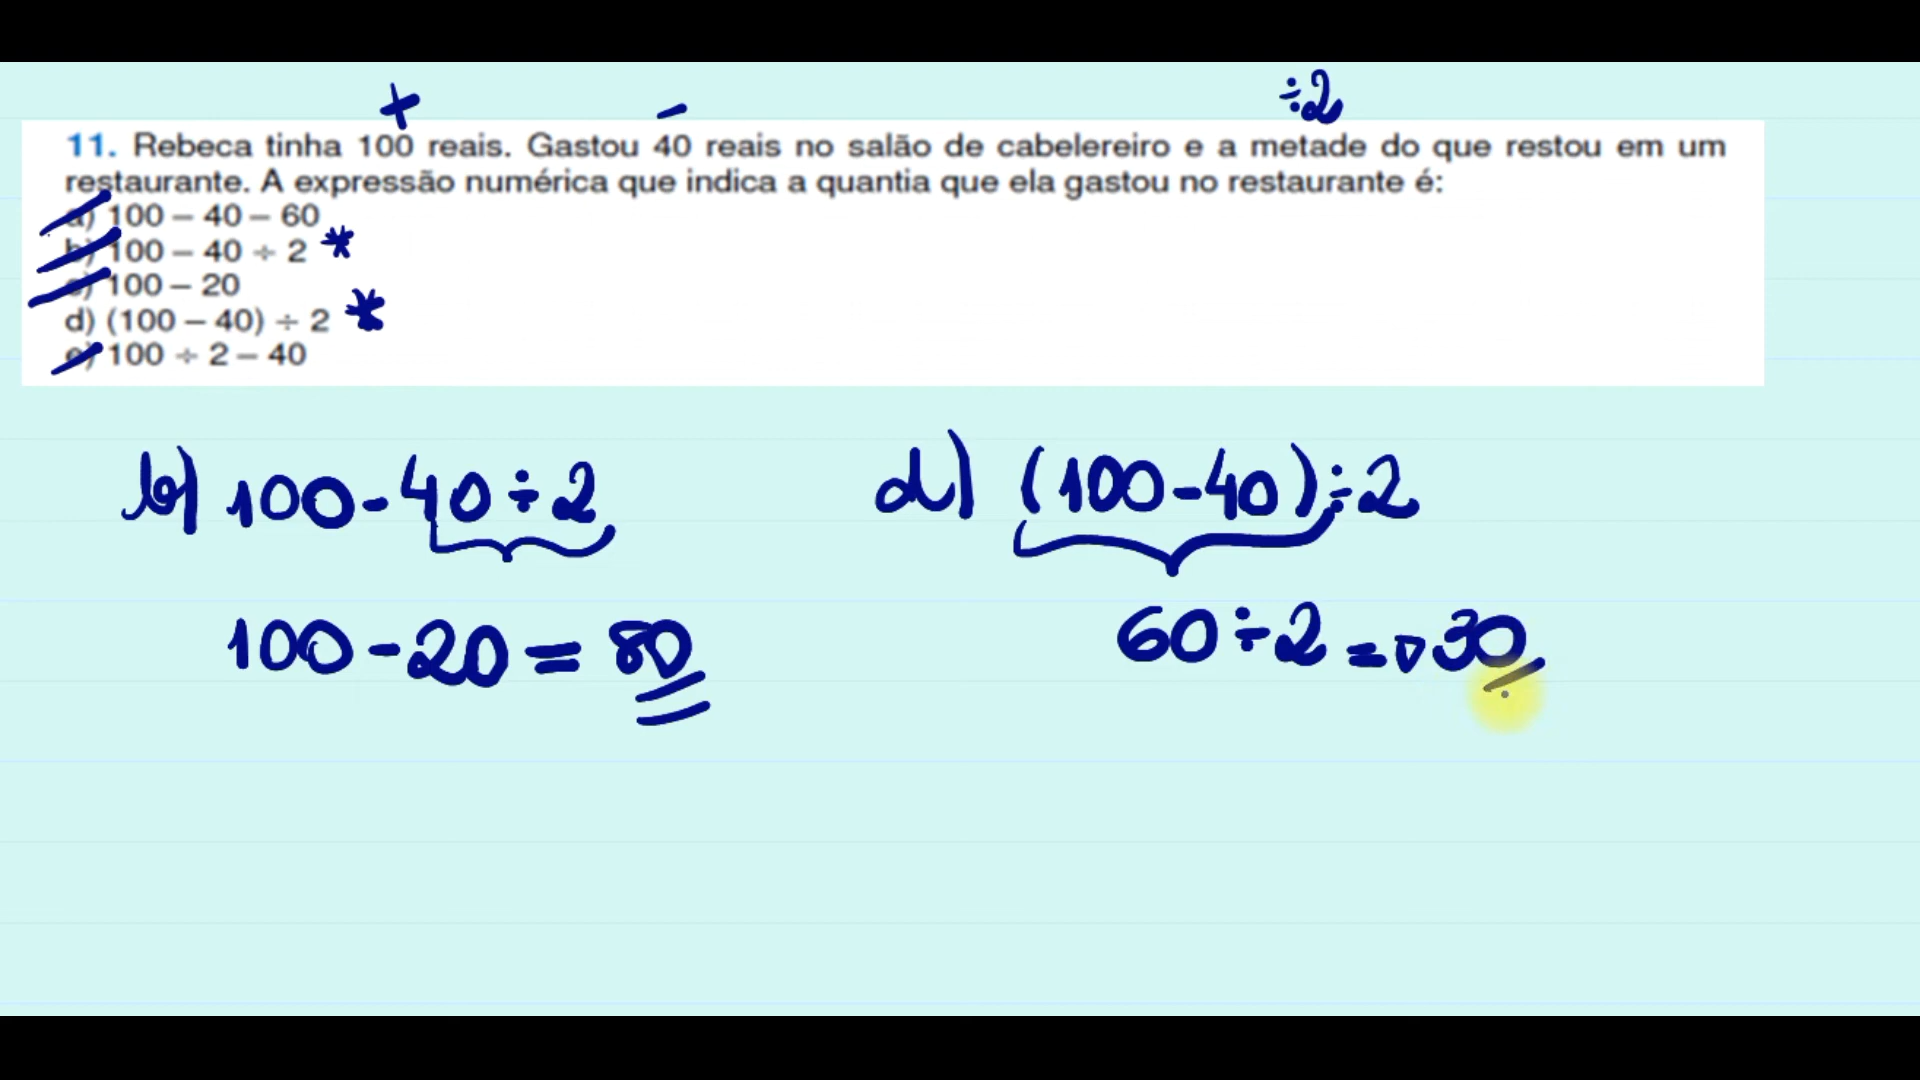 + - ÷2
11. Rebeca tinha 100 reais. Gastou 40 reais no salão de cabelereiro e a metade do que restou em um
restaurante. A expressão numérica que indica a quantia que ela gastou no restaurante é:
a) 100 – 40 – 60
b) 100 – 40 ÷ 2 *
c) 100 – 20
d) (100 – 40) ÷ 2 *
e) 100 ÷ 2 – 40
b) 100-40÷2 d) (100-40)÷2
100-20=80 60÷2=30